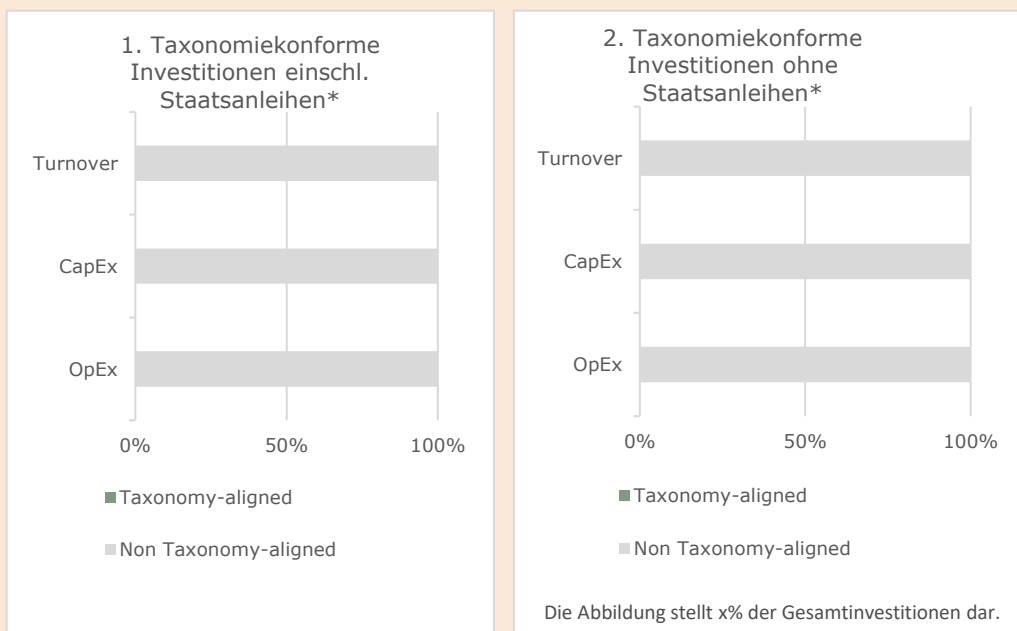 1. Taxonomiekonforme
Investitionen einschl.
Staatsanleihen*
Turnover
CapEx
OpEx
0% 50% 100%
Taxonomy-aligned
Non Taxonomy-aligned
2. Taxonomiekonforme
Investitionen ohne
Staatsanleihen*
Turnover
CapEx
OpEx
0% 50% 100%
Taxonomy-aligned
Non Taxonomy-aligned
Die Abbildung stellt x% der Gesamtinvestitionen dar.